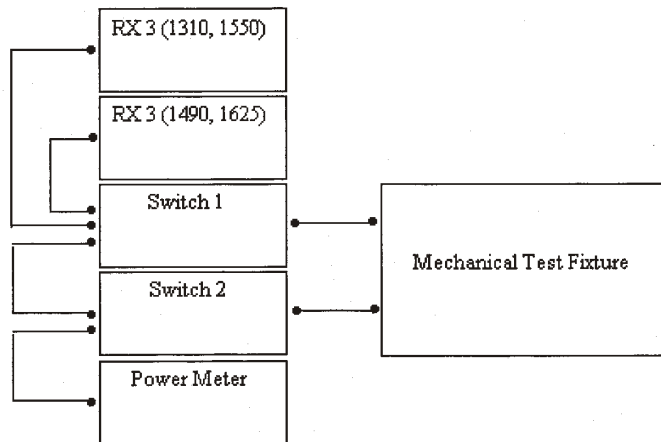 RX 3 (1310, 1550)
RX 3 (1490, 1625)
Switch 1
Mechanical Test Fixture
Switch 2
Power Meter